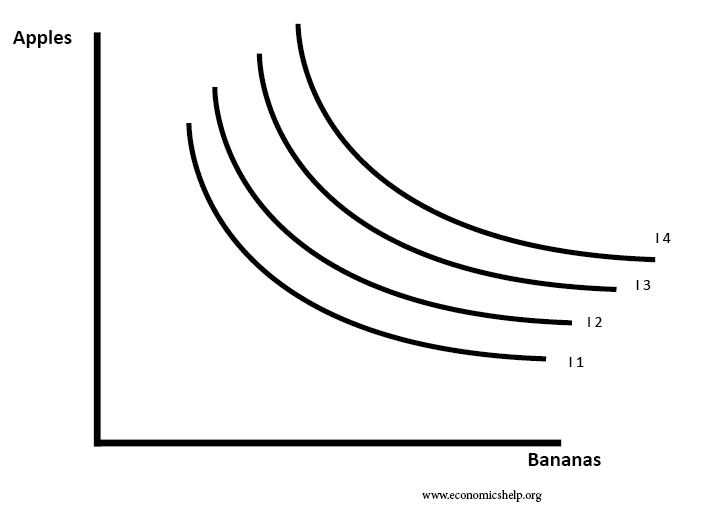 Apples
I 4
I 3
I 2
I 1
Bananas
www.economicshelp.org